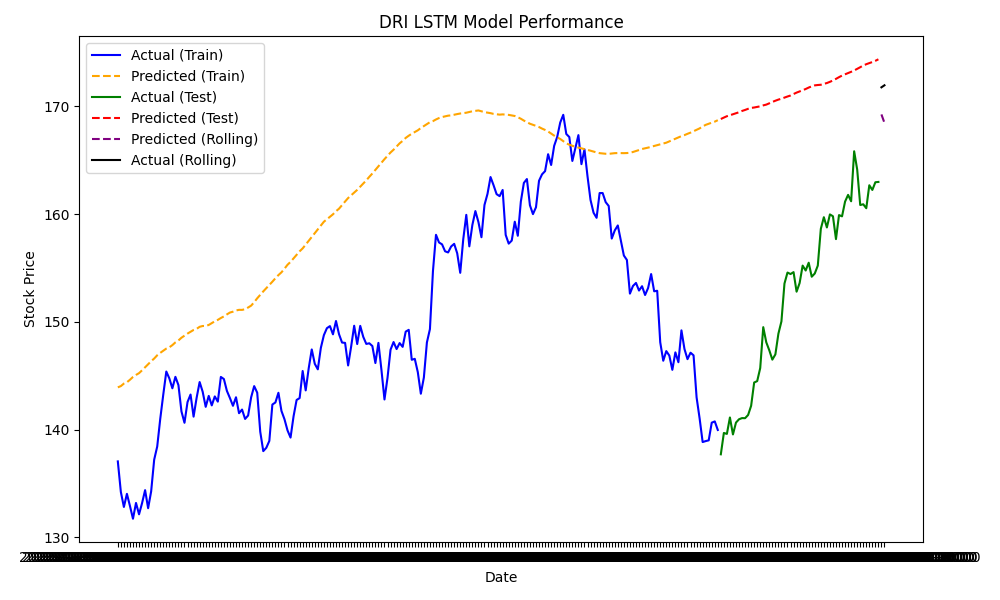 DRI LSTM Model Performance
Actual (Train)
Predicted (Train)
Actual (Test)
Predicted (Test)
Predicted (Rolling)
Actual (Rolling)
170
160
150
140
130
Stock Price
Date